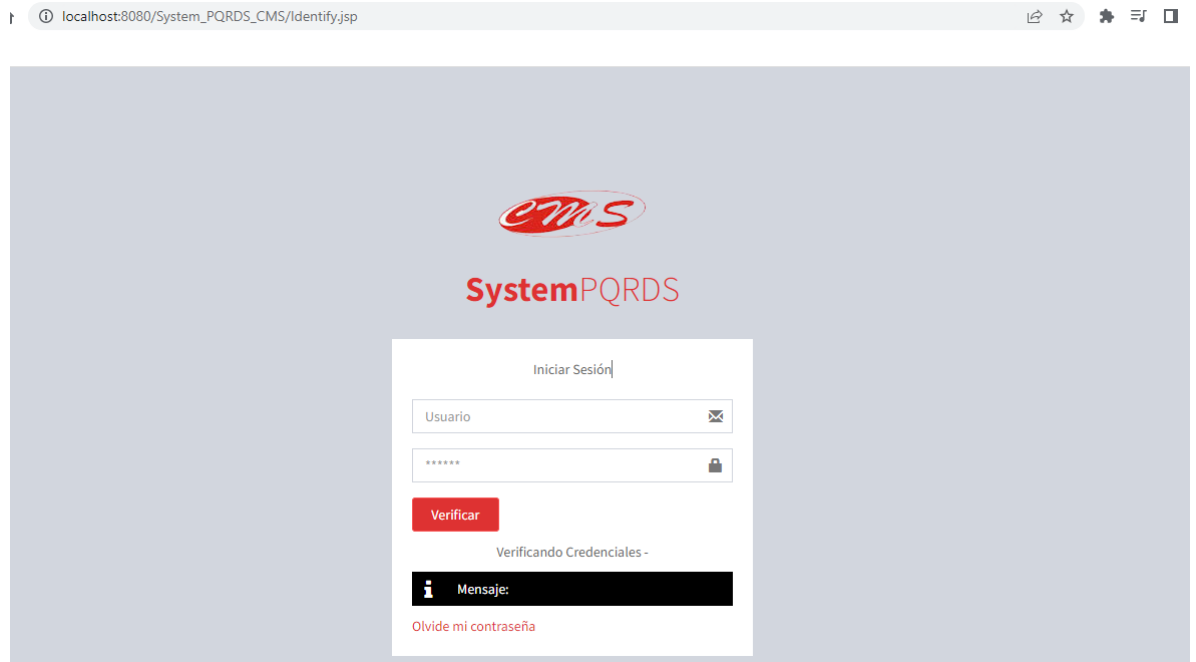 localhost:8080/System_PQRDS_CMS/Identify.jsp
CMS
SystemPQRDS
Iniciar Sesión
Usuario
******
Verificar
Verificando Credenciales -
Mensaje:
Olvide mi contraseña